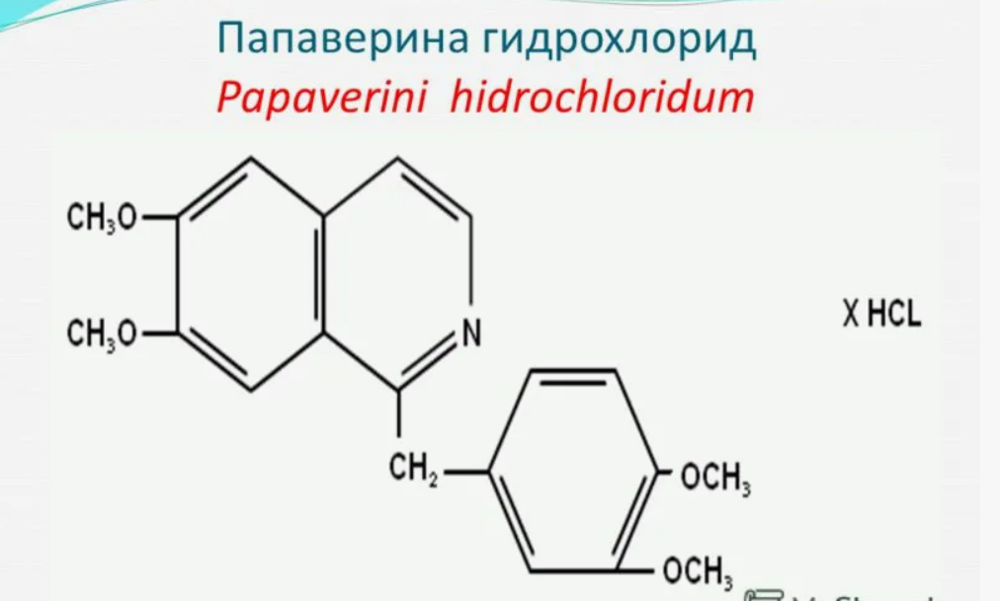 Папаверина гидрохлорид
Papaverini hidrochloridum
CH₃O
CH₃O
N
X HCL
CH₂
OCH₃
OCH₃